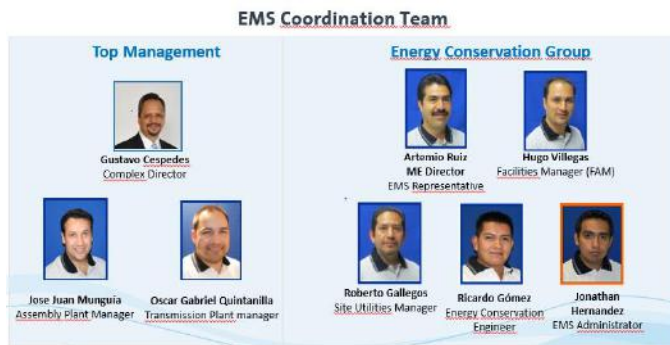 EMS Coordination Team
Top Management
Gustavo Cespedes
Complex Director
Jose Juan Munguia
Assembly Plant Manager
Oscar Gabriel Quintanilla
Transmission Plant manager
Energy Conservation Group
Artemio Ruiz
ME Director
EMS Representative
Hugo Villegas
Facilities Manager (FAM)
Roberto Gallegos
Site Utilities Manager
Ricardo Gómez
Energy Conservation
Engineer
Jonathan
Hernandez
EMS Administrator